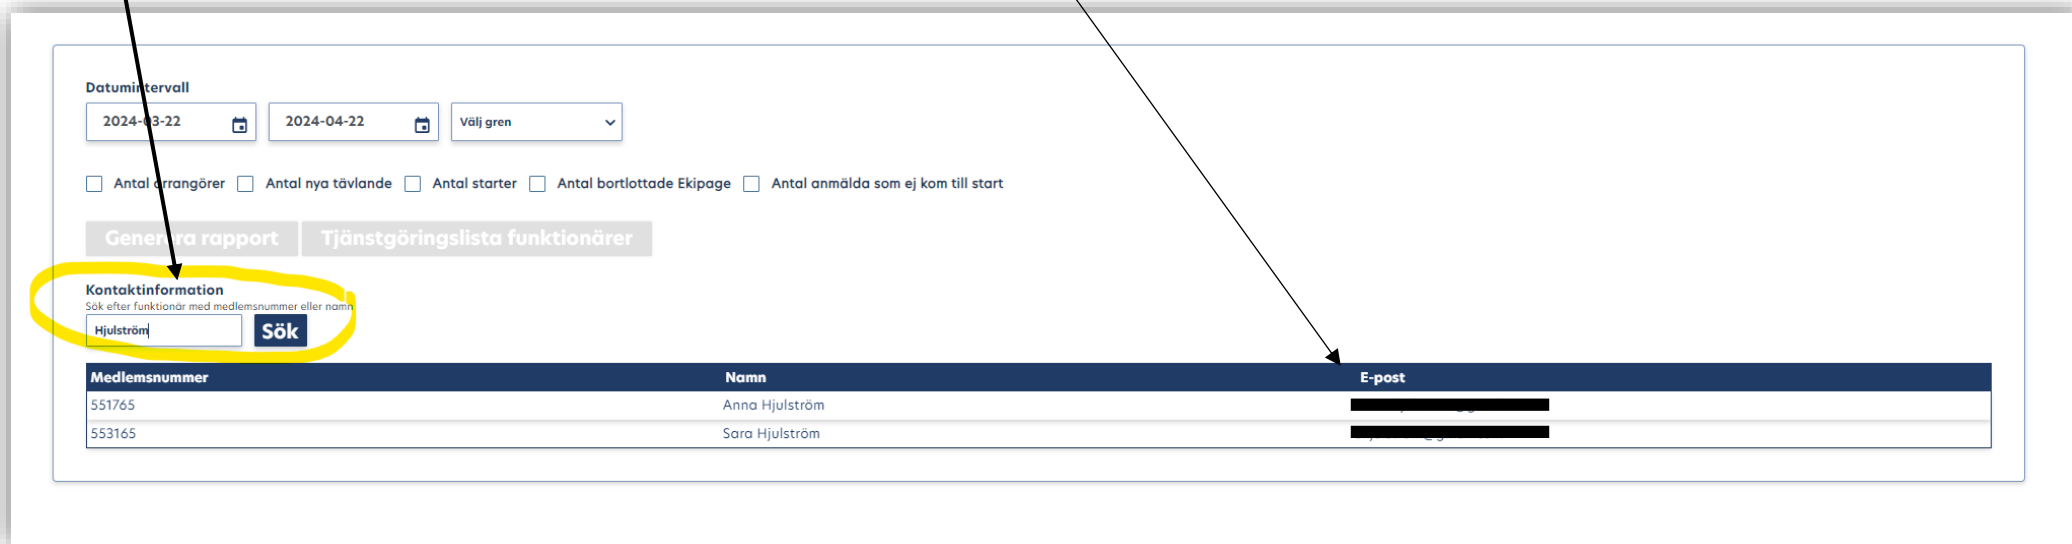 Datumintervall
2024-03-22 2024-04-22 Välj gren
Antal arrangörer Antal nya tävlande Antal starter Antal bortlottade Ekipage Antal anmälda som ej kom till start
Generera rapport Tjänstgöringslista funktionärer
Kontaktinformation
Sök efter funktionär med medlemsnummer eller namn
Hjulström Sök
Medlemsnummer Namn E-post
551765 Anna Hjulström
553165 Sara Hjulström